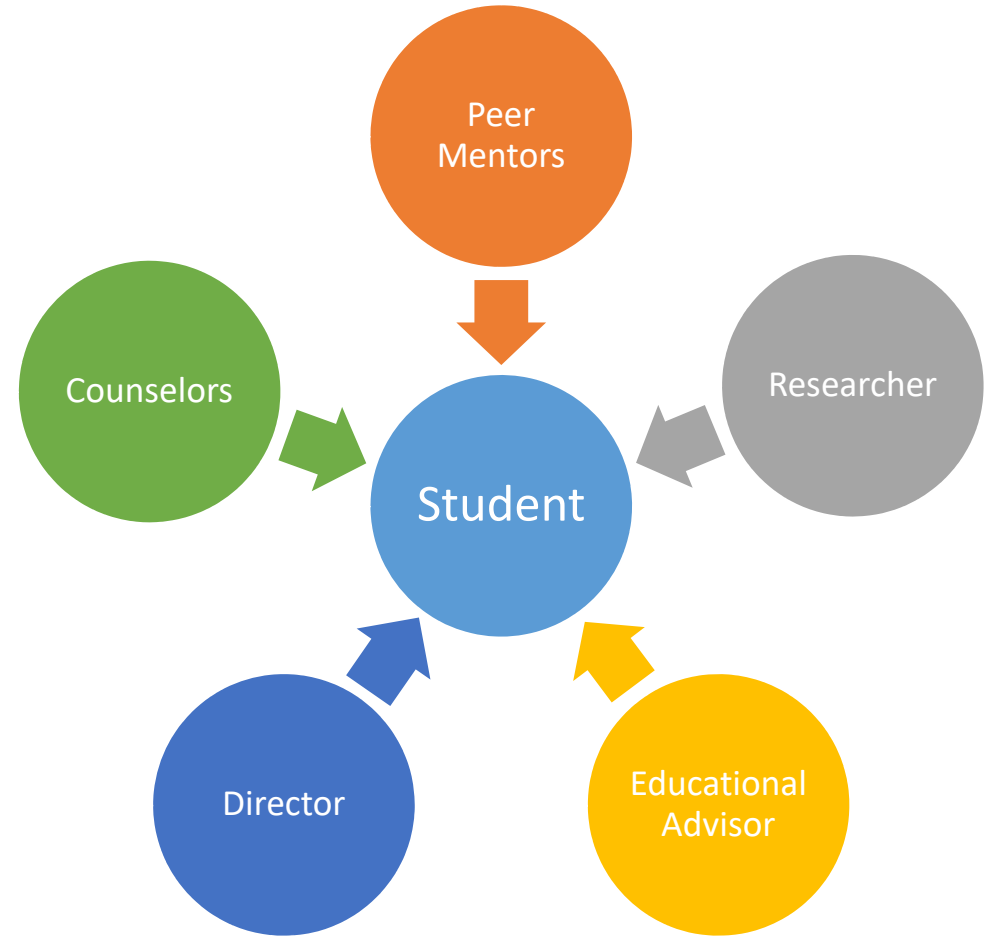 Peer
Mentors
Counselors
Researcher
Student
Director
Educational
Advisor